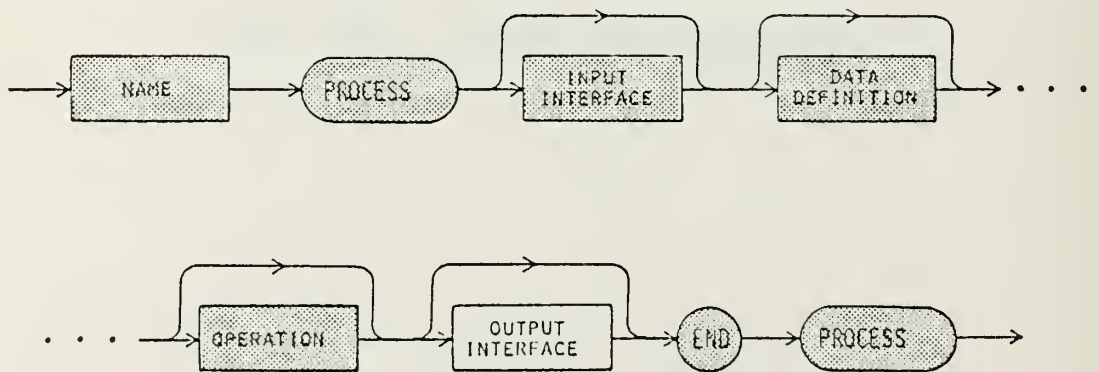 NAME
PROCESS
INPUT
INTERFACE
DATA
DEFINITION
OPERATION
OUTPUT
INTERFACE
END
PROCESS